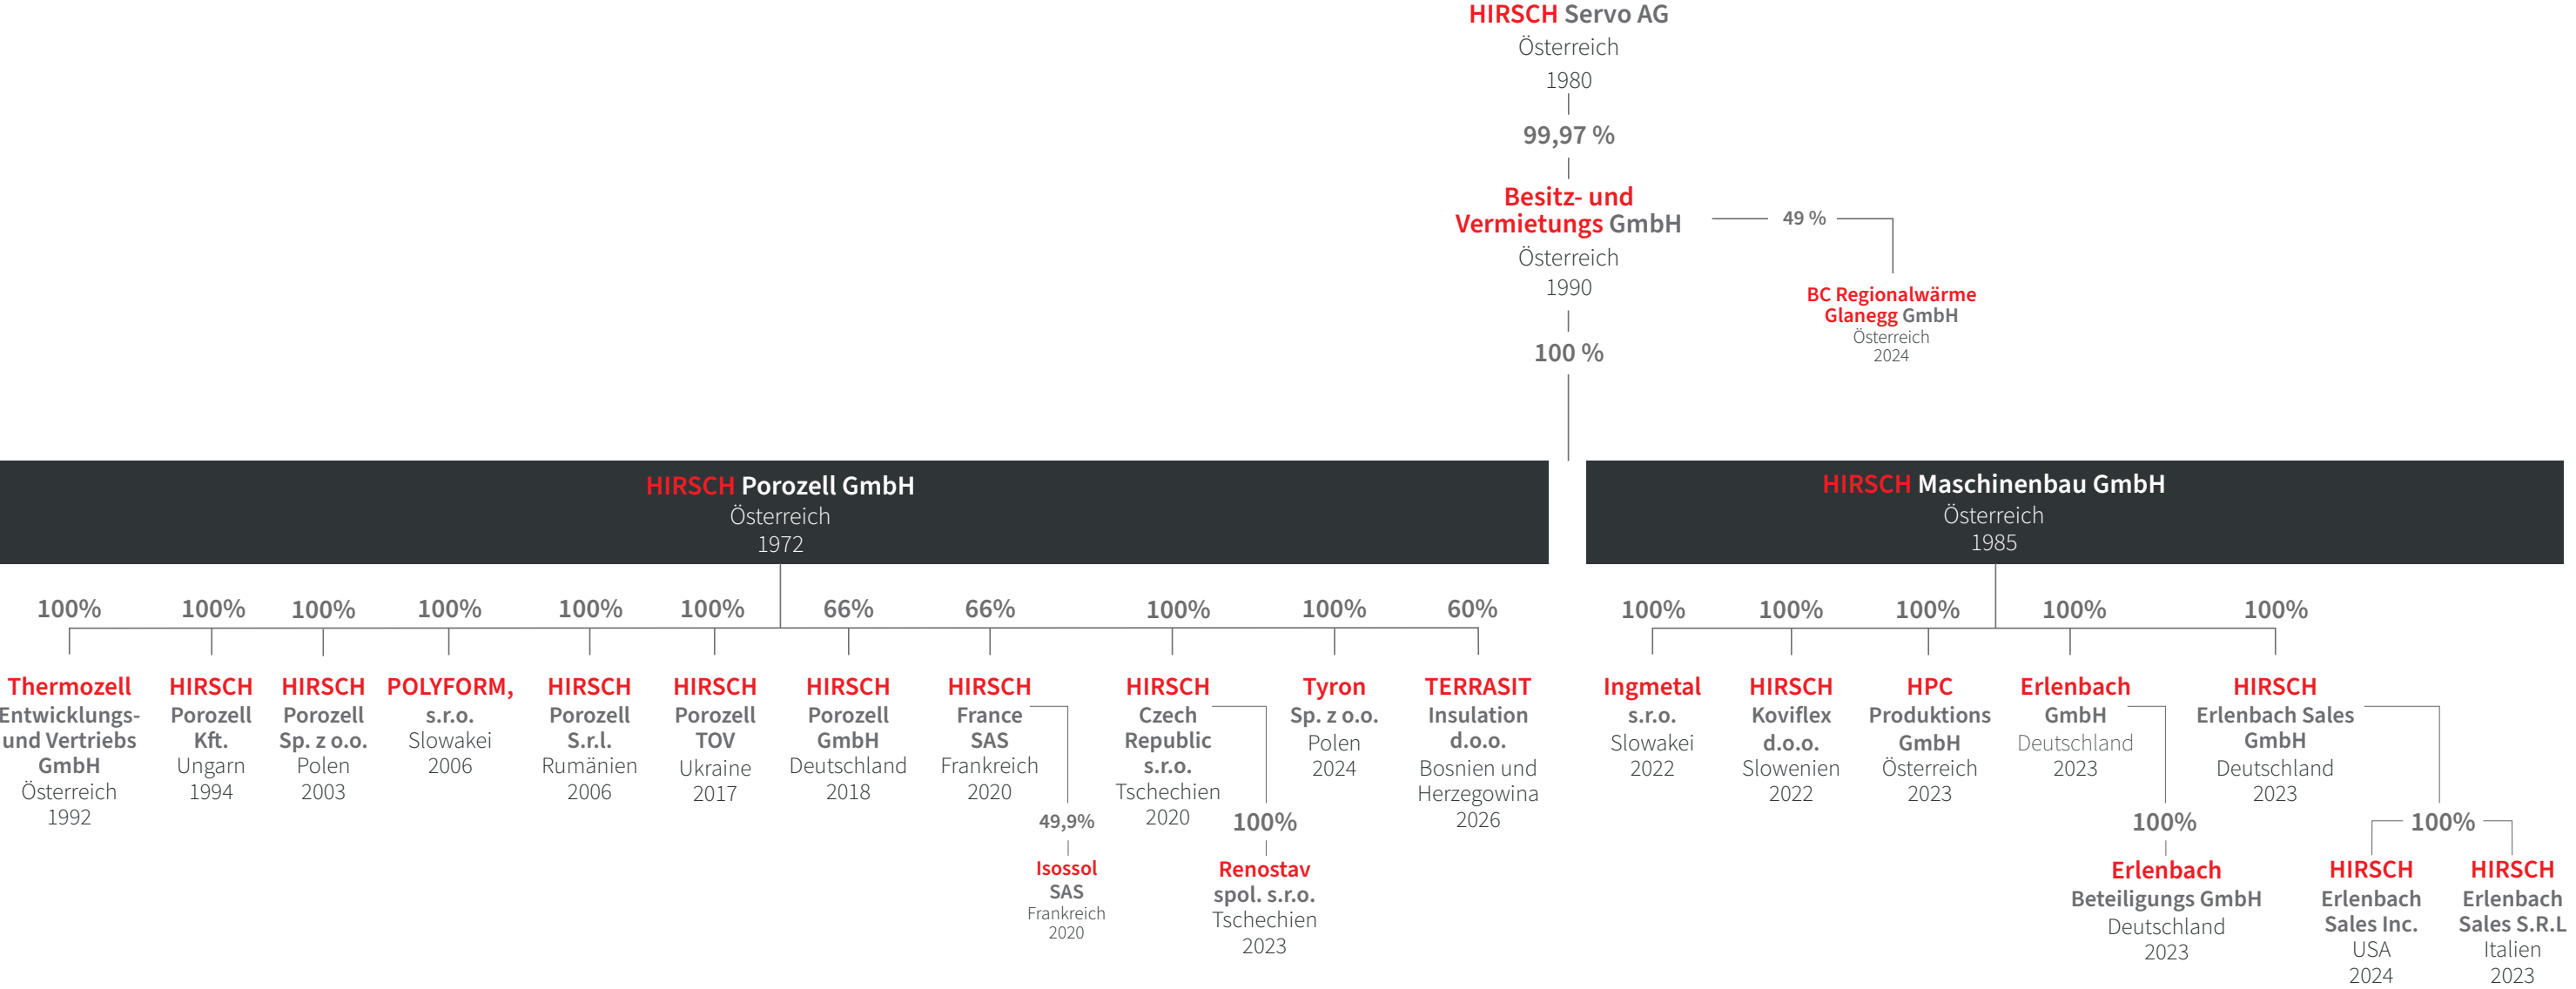 HIRSCH Servo AG
Österreich
1980
99,97 %
Besitz- und
Vermietungs GmbH
Österreich
1990
49 %
BC Regionalwärme
Glanegg GmbH
Österreich
2024
100 %
HIRSCH Porozell GmbH
Österreich
1972
HIRSCH Maschinenbau GmbH
Österreich
1985
100%
Thermozell
Entwicklungs-
und Vertriebs
GmbH
Österreich
1992
100%
HIRSCH
Porozell
Kft.
Ungarn
1994
100%
HIRSCH
Porozell
Sp. z o.o.
Polen
2003
100%
POLYFORM,
s.r.o.
Slowakei
2006
100%
HIRSCH
Porozell
S.r.l.
Rumänien
2006
100%
HIRSCH
Porozell
TOV
Ukraine
2017
66%
HIRSCH
Porozell
GmbH
Deutschland
2018
66%
HIRSCH
France
SAS
Frankreich
2020
49,9%
Isossol
SAS
Frankreich
2020
100%
HIRSCH
Czech
Republic
s.r.o.
Tschechien
2020
100%
Renostav
spol. s.r.o.
Tschechien
2023
100%
Tyron
Sp. z o.o.
Polen
2024
60%
TERRASIT
Insulation
d.o.o.
Bosnien und
Herzegowina
2026
100%
Ingmetal
s.r.o.
Slowakei
2022
100%
HIRSCH
Koviflex
d.o.o.
Slowenien
2022
100%
HPC
Produktions
GmbH
Österreich
2023
100%
Erlenbach
GmbH
Deutschland
2023
100%
Erlenbach
Beteiligungs GmbH
Deutschland
2023
100%
HIRSCH
Erlenbach Sales
GmbH
Deutschland
2023
100%
HIRSCH
Erlenbach
Sales Inc.
USA
2024
HIRSCH
Erlenbach
Sales S.R.L
Italien
2023